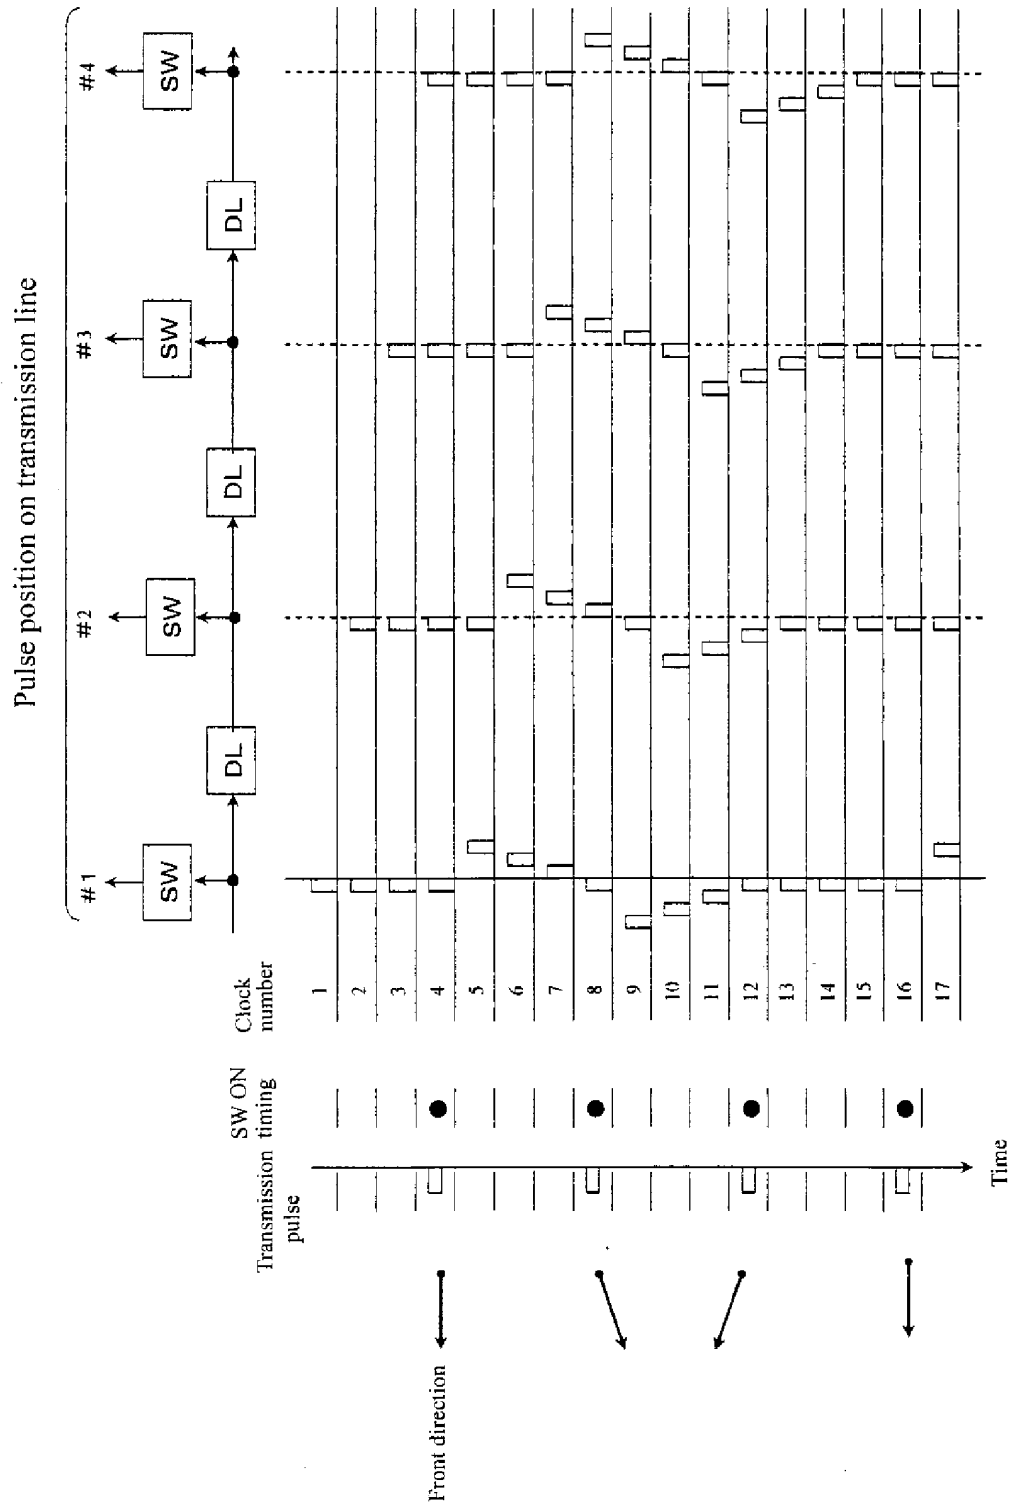 Pulse position on transmission line
#1
#2
#3
#4
SW
SW
SW
SW
DL
DL
DL
Clock
number
SW ON
timing
Transmission
pulse
1
2
3
4
5
6
7
8
9
10
11
12
13
14
15
16
17
Time
Front direction